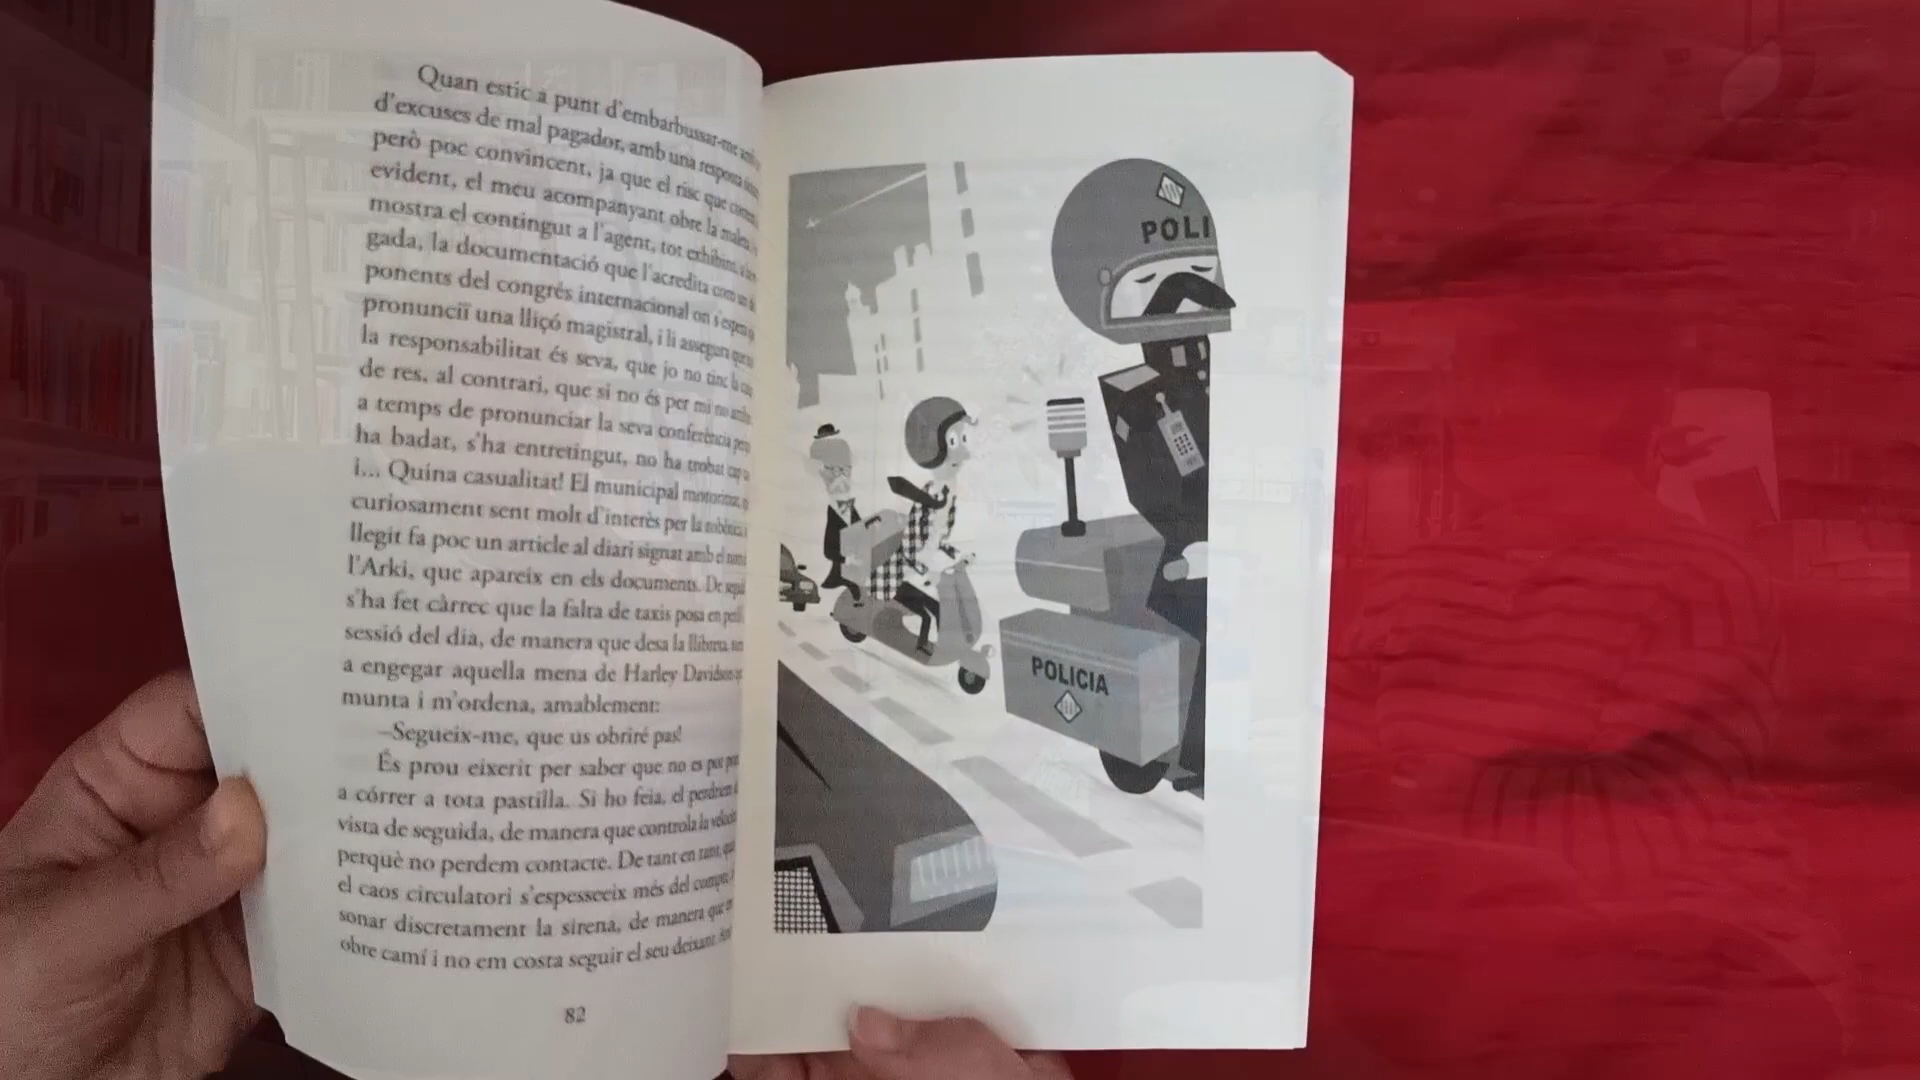 Quan estic a punt d'embarbussar-me amb
d'excuses de mal pagador, amb una resposta
però poc convincent, ja que el risc que
evident, el meu acompanyant obre la maleta
mostra el contingut a l'agent, tot exhibint, a
gada, la documentació que l'acredita com un
ponents del congrés internacional on s'espera
pronunciï una lliçó magistral, i li assegura que
la responsabilitat és seva, que jo no tinc la
de res, al contrari, que si no és per mi no
a temps de pronunciar la seva conferència
ha badat, s'ha entretingut, no ha trobat cap
i... Quina casualitat! El municipal motoritzat,
curiosament sent molt d'interès per la robòtica i
llegit fa poc un article al diari signat amb el nom
l'Arki, que apareix en els documents. De seguida
s'ha fet càrrec que la falta de taxis posa en perill
sessió del dia, de manera que desa la llibreta,
a engegar aquella mena de Harley Davidson
munta i m'ordena, amablement:
–Segueix-me, que us obriré pas!
És prou eixerit per saber que no es pot
a córrer a tota pastilla. Si ho feia, el perdríem
vista de seguida, de manera que controla la velocitat
perquè no perdem contacte. De tant en tant,
el caos circulatori s'espesseeix més del compte,
sonar discretament la sirena, de manera que
obre camí i no em costa seguir el seu deixant.
82
POLI
POLICIA